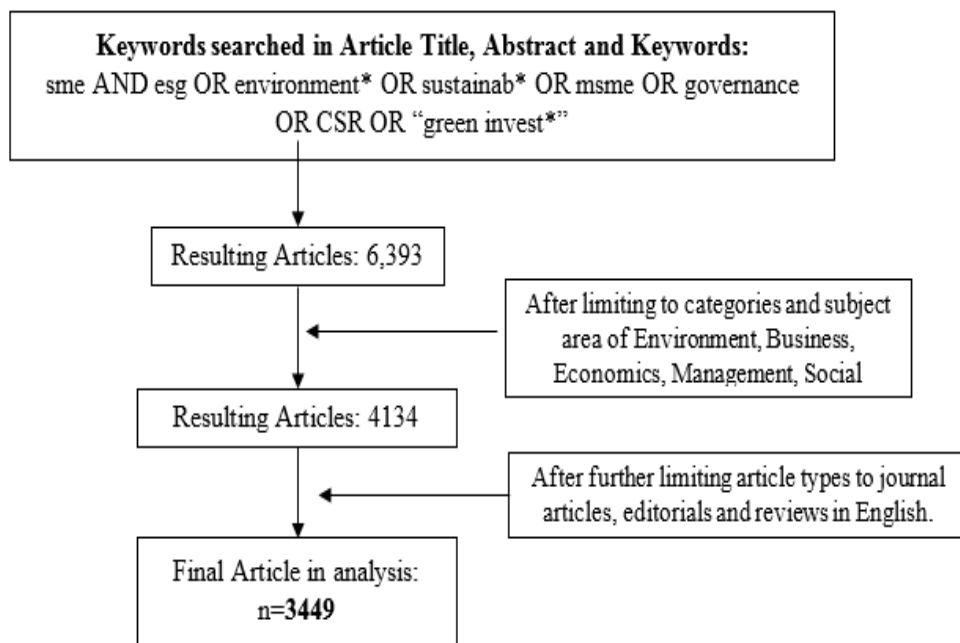 Keywords searched in Article Title, Abstract and Keywords:
sme AND esg OR environment* OR sustainab* OR msme OR governance
OR CSR OR “green invest*”
Resulting Articles: 6,393
After limiting to categories and subject
area of Environment, Business,
Economics, Management, Social
Resulting Articles: 4134
After further limiting article types to journal
articles, editorials and reviews in English.
Final Article in analysis:
n=3449